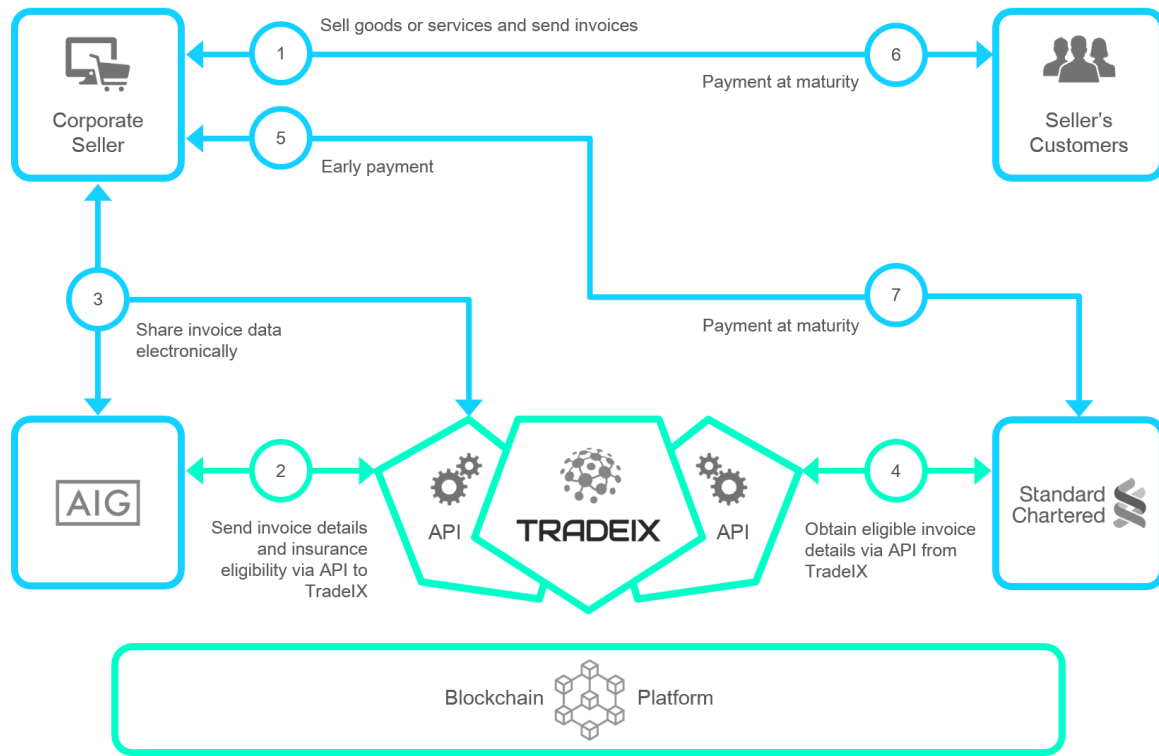 1
Sell goods or services and send invoices
6
Payment at maturity
Corporate
Seller
Seller's
Customers
5
Early payment
3
Share invoice data
electronically
7
Payment at maturity
AIG
2
Send invoice details
and insurance
eligibility via API to
TradeIX
API
TRADEIX
API
4
Obtain eligible invoice
details via API from
TradeIX
Standard
Chartered
Blockchain
Platform